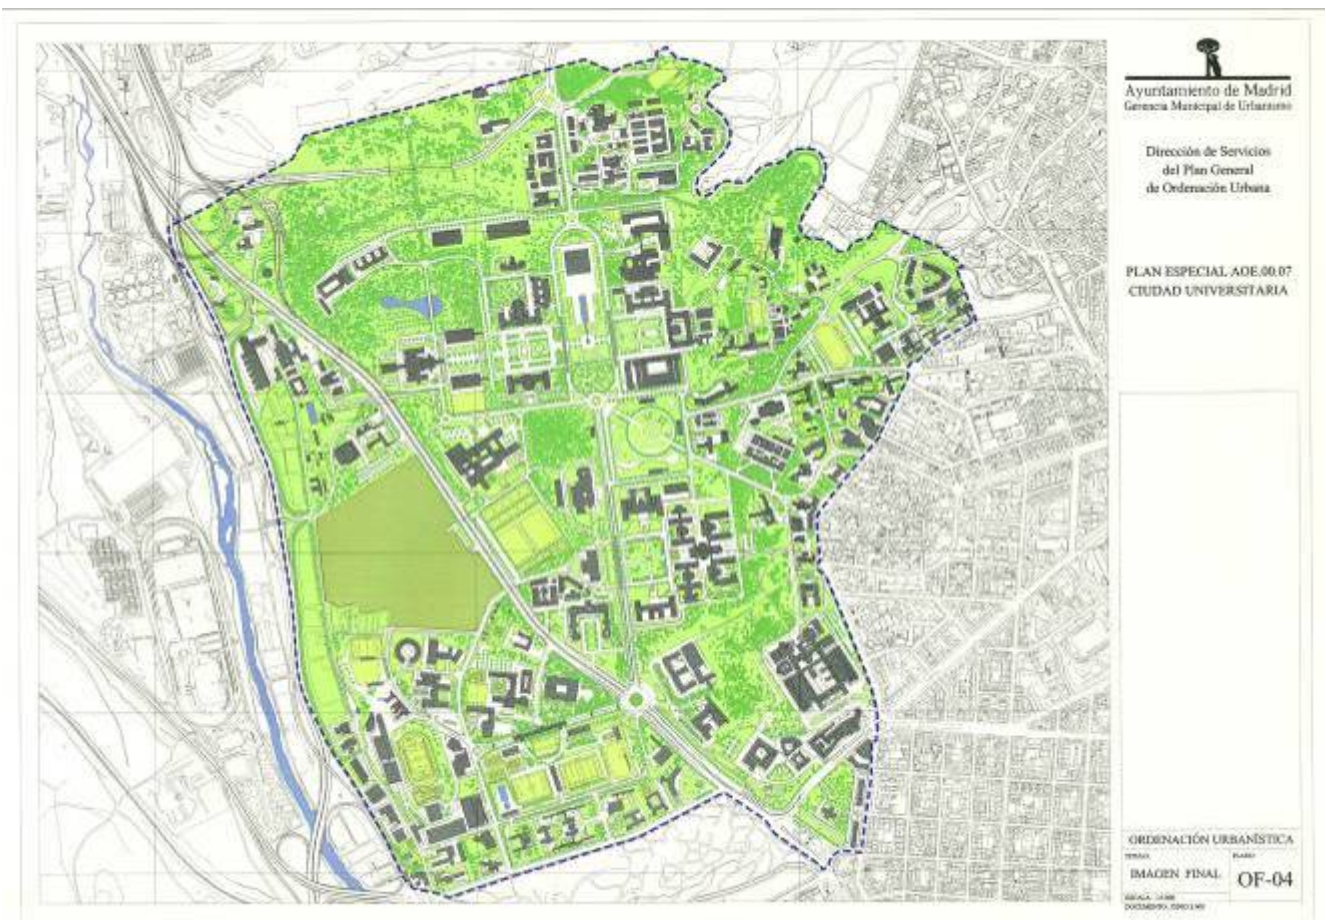 Ayuntamiento de Madrid
Gerencia Municipal de Urbanismo
Dirección de Servicios
del Plan General
de Ordenación Urbana
PLAN ESPECIAL AOE.00.07
CIUDAD UNIVERSITARIA
ORDENACIÓN URBANÍSTICA
IMAGEN FINAL
OF-04